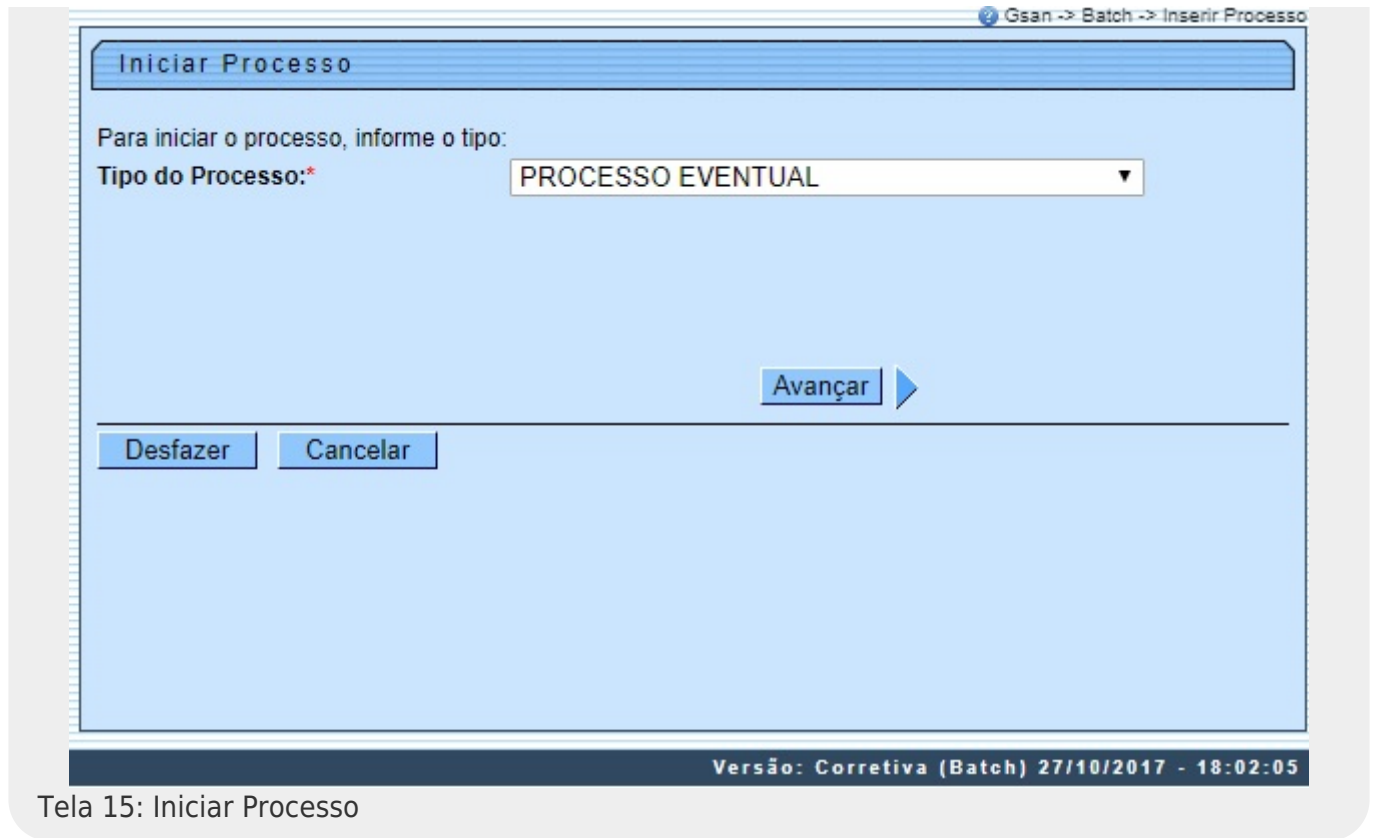 Gsan -> Batch -> Inserir Processo
Iniciar Processo
Para iniciar o processo, informe o tipo:
Tipo do Processo:* PROCESSO EVENTUAL
Avançar
Desfazer Cancelar
Versão: Corretiva (Batch) 27/10/2017 - 18:02:05
Tela 15: Iniciar Processo